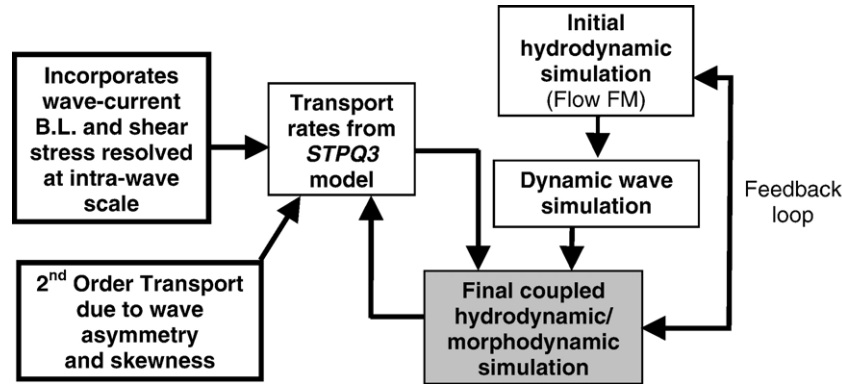 Incorporates
wave-current
B.L. and shear
stress resolved
at intra-wave
scale
2nd Order Transport
due to wave
asymmetry
and skewness
Transport
rates from
STPQ3
model
Initial
hydrodynamic
simulation
(Flow FM)
Dynamic wave
simulation
Final coupled
hydrodynamic/
morphodynamic
simulation
Feedback
loop